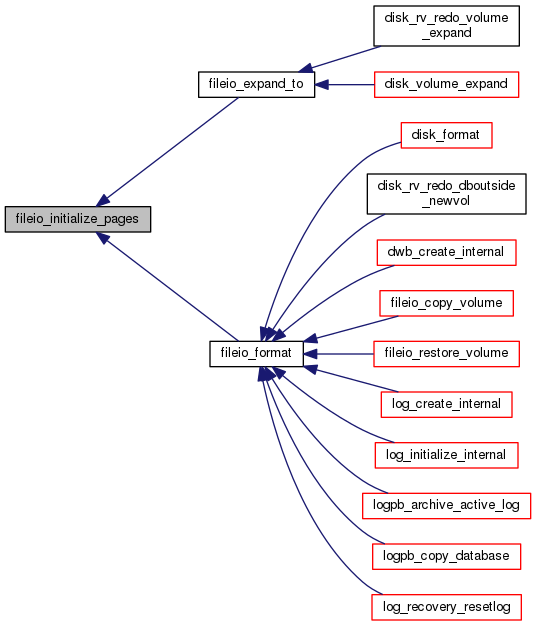 disk_rv_redo_volume
_expand
fileio_expand_to
disk_volume_expand
disk_format
disk_rv_redo_dboutside
_newvol
fileio_initialize_pages
dwb_create_internal
fileio_copy_volume
fileio_format
fileio_restore_volume
log_create_internal
log_initialize_internal
logpb_archive_active_log
logpb_copy_database
log_recovery_resetlog